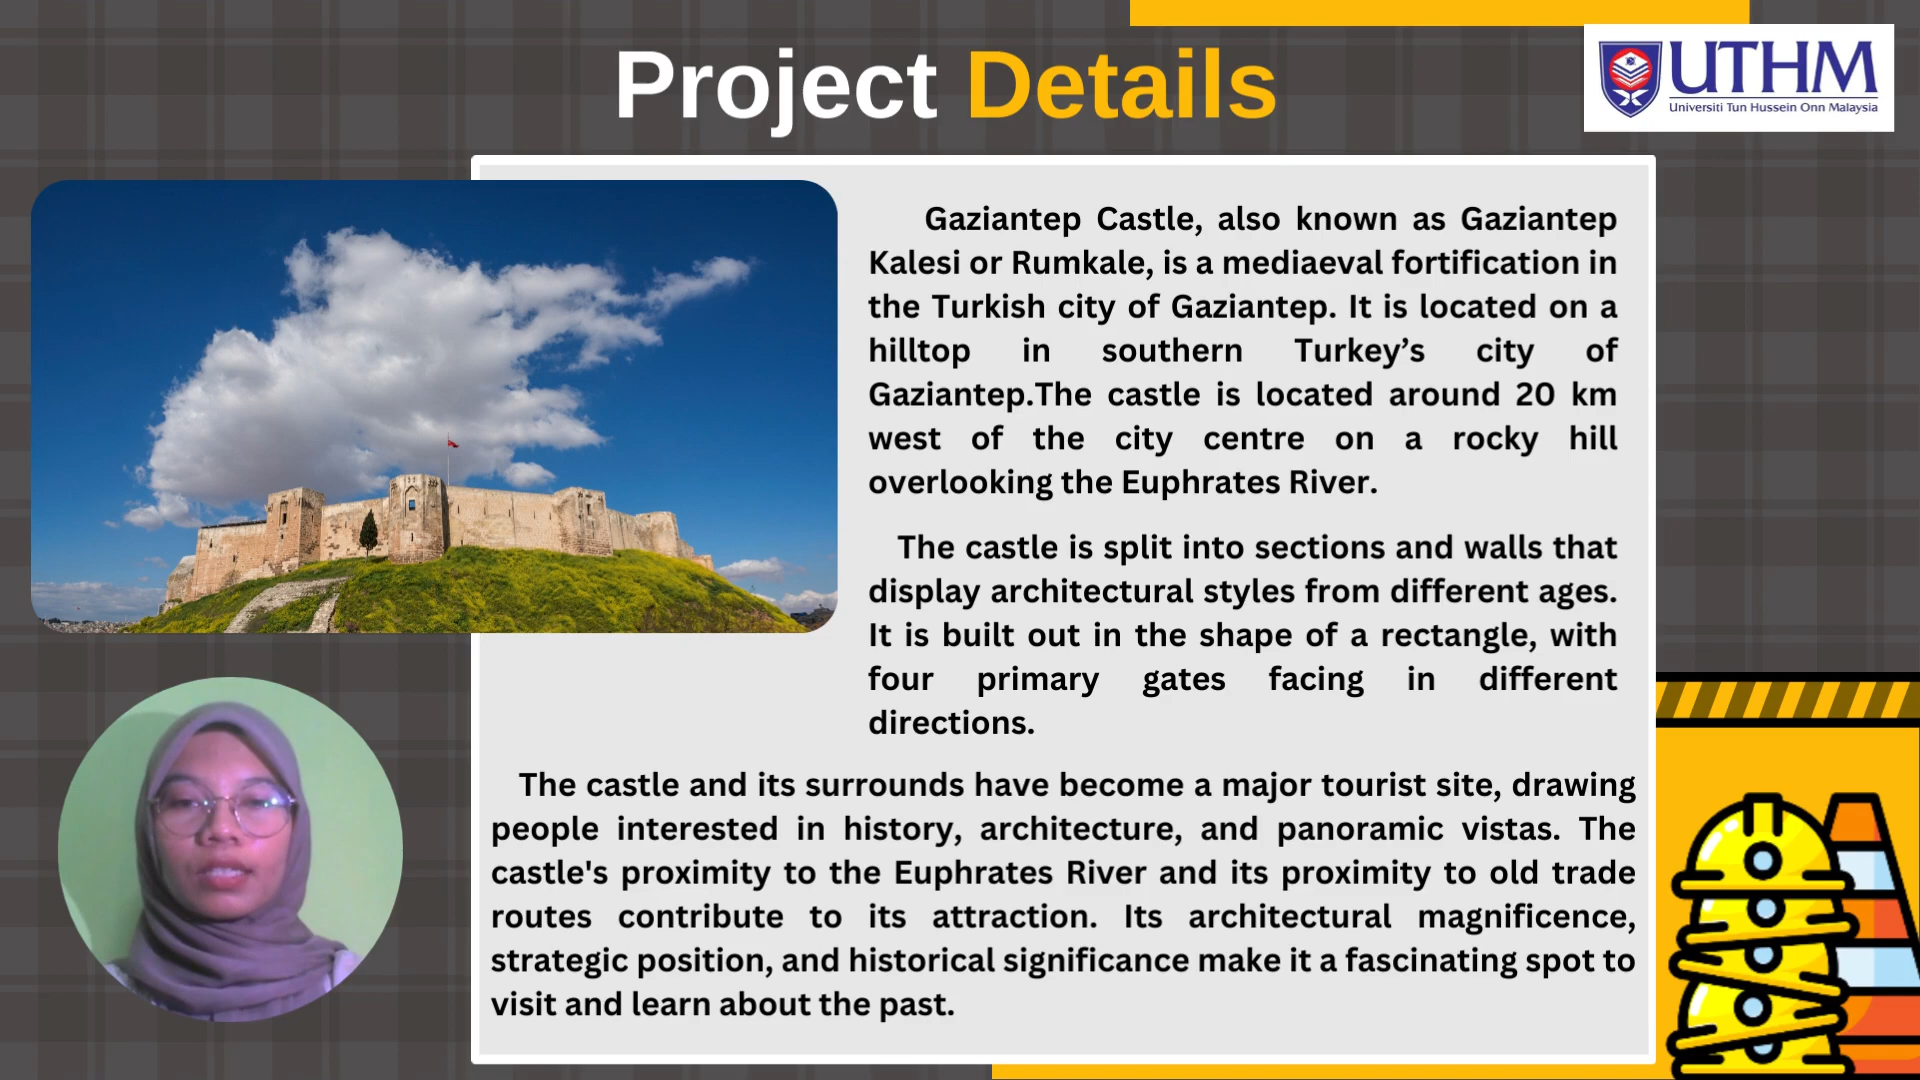 Project Details
UTHM
Universiti Tun Hussein Onn Malaysia
Gaziantep Castle, also known as Gaziantep
Kalesi or Rumkale, is a mediaeval fortification in
the Turkish city of Gaziantep. It is located on a
hilltop in southern Turkey’s city of
Gaziantep.The castle is located around 20 km
west of the city centre on a rocky hill
overlooking the Euphrates River.
The castle is split into sections and walls that
display architectural styles from different ages.
It is built out in the shape of a rectangle, with
four primary gates facing in different
directions.
The castle and its surrounds have become a major tourist site, drawing
people interested in history, architecture, and panoramic vistas. The
castle's proximity to the Euphrates River and its proximity to old trade
routes contribute to its attraction. Its architectural magnificence,
strategic position, and historical significance make it a fascinating spot to
visit and learn about the past.